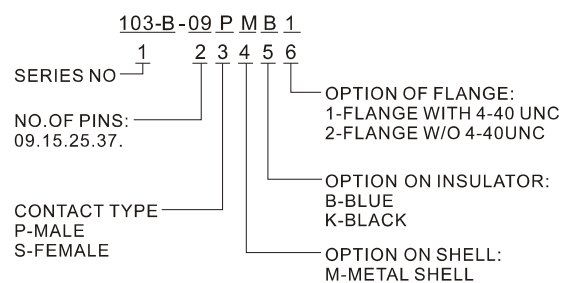 103-B-09 P M B 1
1 2 3 4 5 6
SERIES NO
OPTION OF FLANGE:
1-FLANGE WITH 4-40 UNC
2-FLANGE W/O 4-40UNC
NO.OF PINS:
09.15.25.37.
OPTION ON INSULATOR:
B-BLUE
K-BLACK
CONTACT TYPE
P-MALE
S-FEMALE
OPTION ON SHELL:
M-METAL SHELL